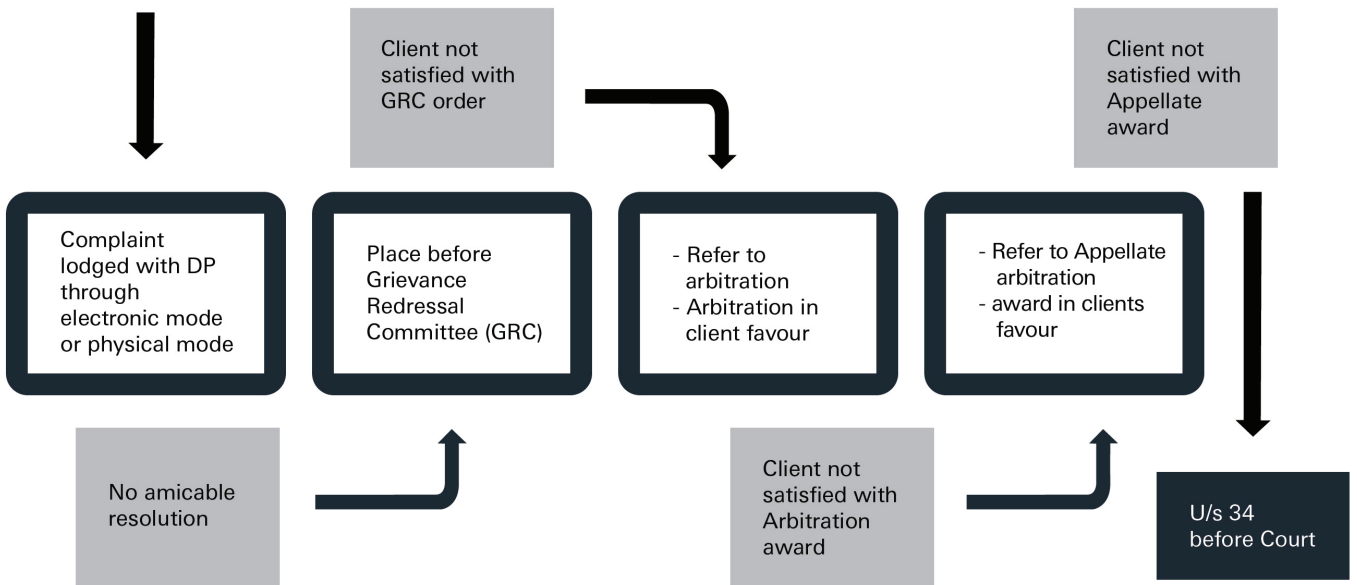 Client not
satisfied with
GRC order
Client not
satisfied with
Appellate
award
Complaint
lodged with DP
through
electronic mode
or physical mode
Place before
Grievance
Redressal
Committee (GRC)
- Refer to
arbitration
- Arbitration in
client favour
- Refer to Appellate
arbitration
- award in clients
favour
No amicable
resolution
Client not
satisfied with
Arbitration
award
U/s 34
before Court